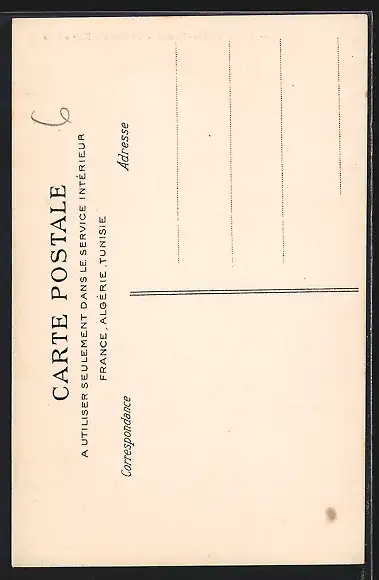 CARTE POSTALE
A UTILISER SEULEMENT DANS LE SERVICE INTÉRIEUR
FRANCE, ALGÉRIE, TUNISIE
Correspondance
Adresse
6